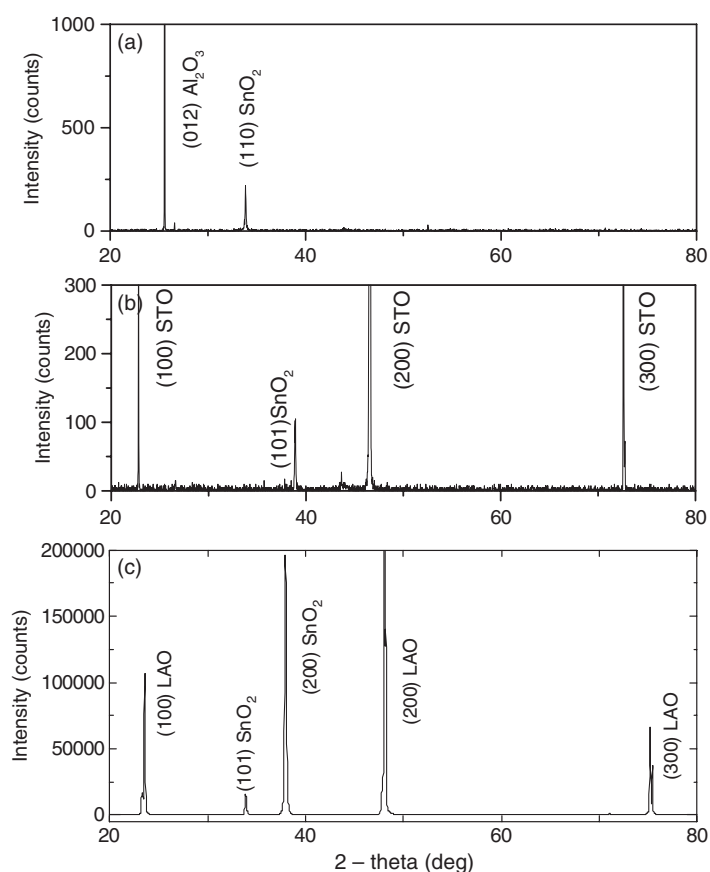 (a)
1000
500
0
Intensity (counts)
(012) Al₂O₃
(110) SnO₂
20
40
60
80
(b)
300
200
100
0
Intensity (counts)
(100) STO
(101)SnO₂
(200) STO
(300) STO
20
40
60
80
(c)
200000
150000
100000
50000
0
Intensity (counts)
(100) LAO
(101) SnO₂
(200) SnO₂
(200) LAO
(300) LAO
20
40
60
80
2 – theta (deg)